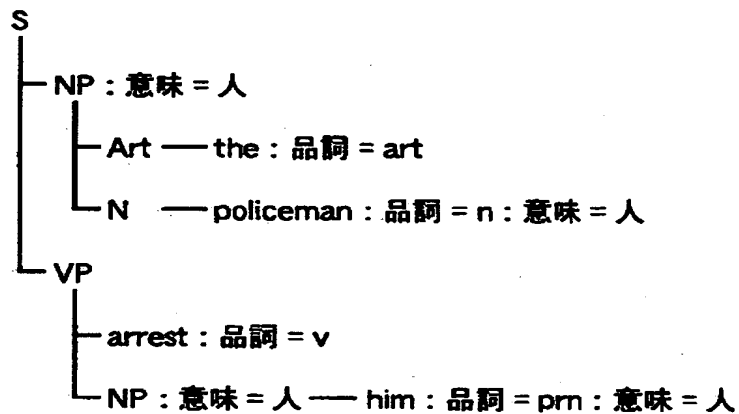 S
NP：意味 = 人
Art the：品詞 = art
N policeman：品詞 = n：意味 = 人
VP
arrest：品詞 = v
NP：意味 = 人 him：品詞 = prn：意味 = 人